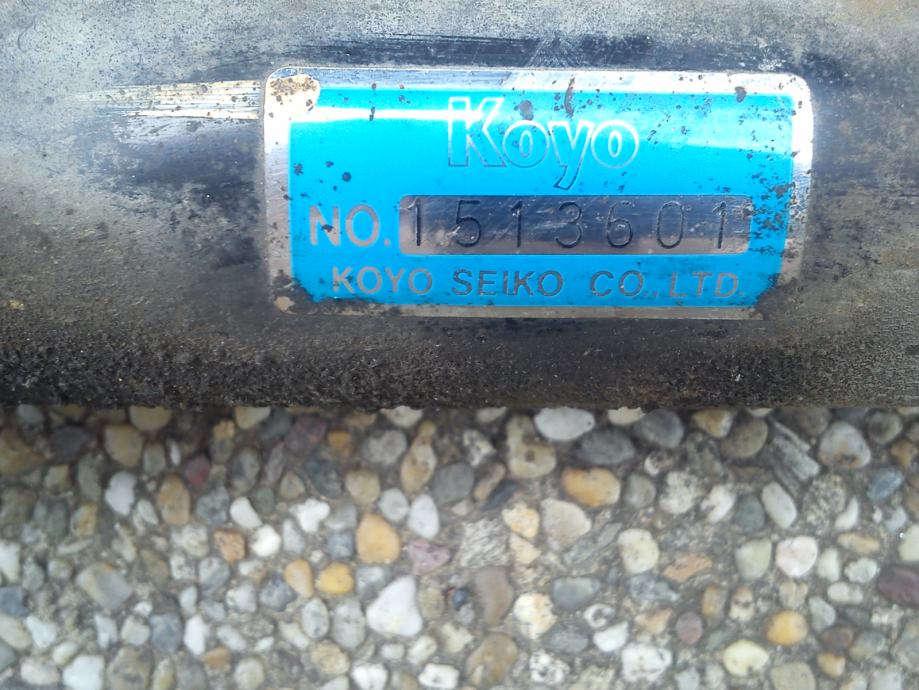 Koyo
NO. 1513601
KOYO SEIKO CO.,LTD.